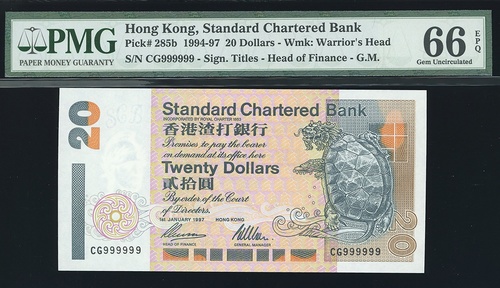 PMG
PAPER MONEY GUARANTY
Hong Kong, Standard Chartered Bank
Pick# 285b 1994-97 20 Dollars - Wmk: Warrior's Head
S/N CG999999 - Sign. Titles - Head of Finance - G.M.
66 EPQ
Gem Uncirculated
20
Standard Chartered Bank
INCORPORATED BY ROYAL CHARTER 1853
香港渣打銀行
Promises to pay the bearer
on demand at its office here
Twenty Dollars
貳拾圓
By order of the Court
of Directors.
1st JANUARY 1997 HONG KONG
HEAD OF FINANCE GENERAL MANAGER
CG999999
CG999999
20